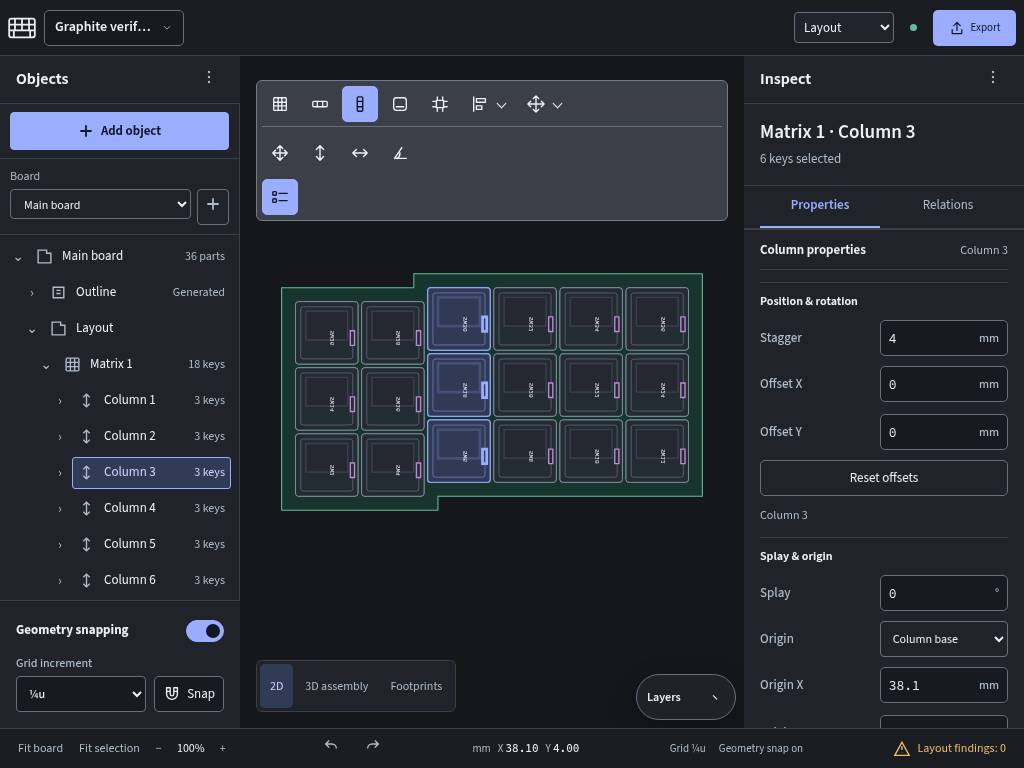 Graphite verif…
Layout
Export
Objects
Add object
Board
Main board
Main board 36 parts
Outline Generated
Layout
Matrix 1 18 keys
Column 1 3 keys
Column 2 3 keys
Column 3 3 keys
Column 4 3 keys
Column 5 3 keys
Column 6 3 keys
Geometry snapping
Grid increment
¼u
Snap
2D
3D assembly
Footprints
Layers
Inspect
Matrix 1 · Column 3
6 keys selected
Properties
Relations
Column properties Column 3
Position & rotation
Stagger 4 mm
Offset X 0 mm
Offset Y 0 mm
Reset offsets
Column 3
Splay & origin
Splay 0 °
Origin Column base
Origin X 38.1 mm
Fit board
Fit selection
− 100% +
mm X 38.10 Y 4.00
Grid ¼u
Geometry snap on
Layout findings: 0